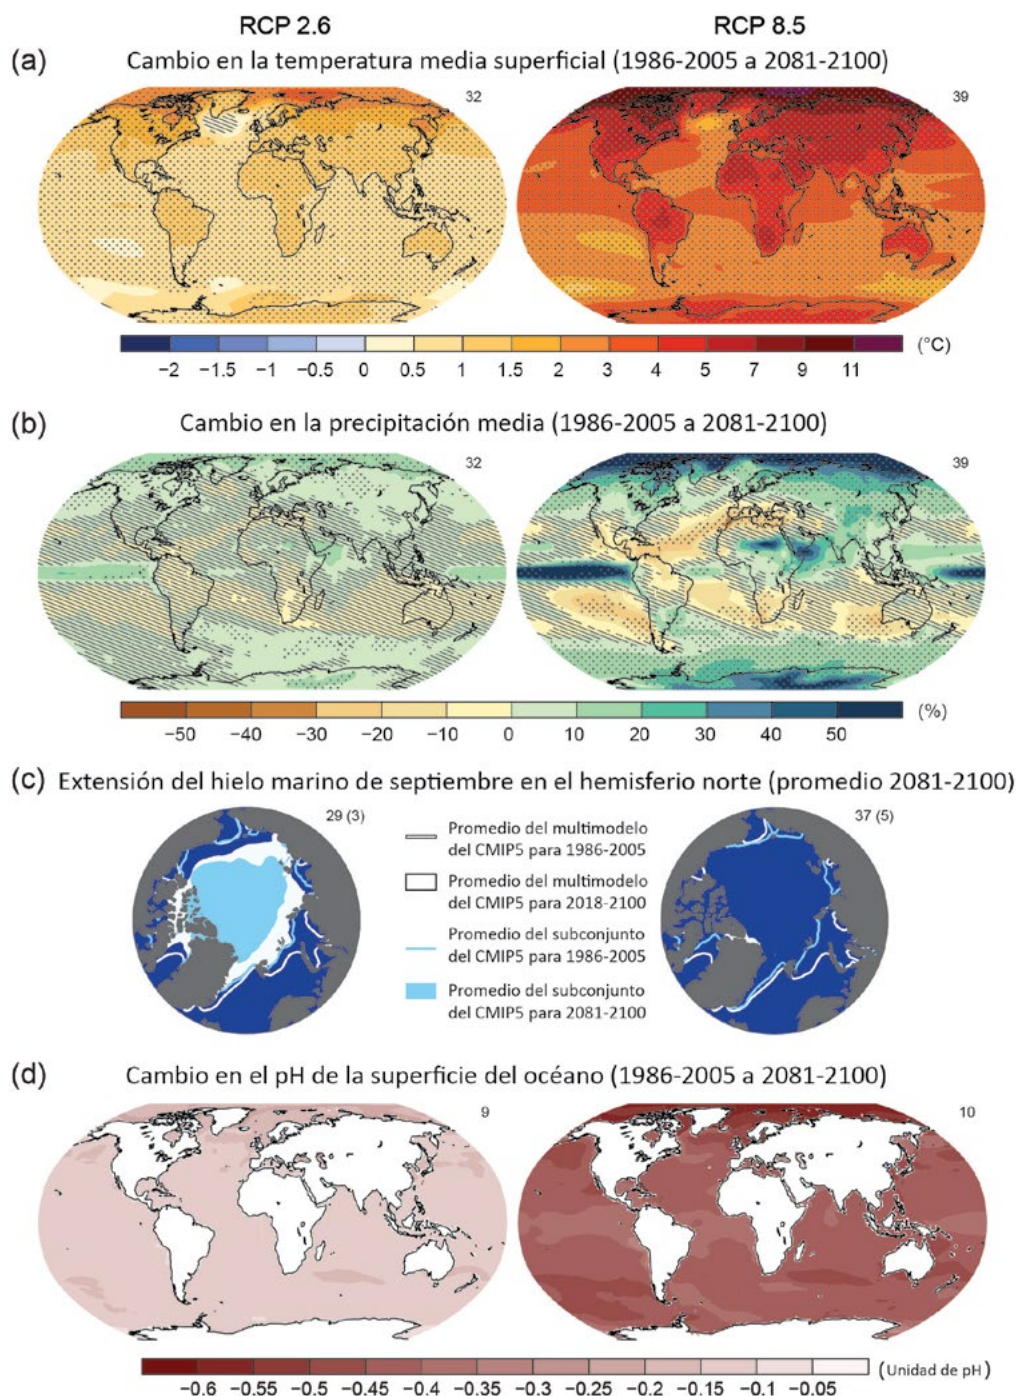 RCP 2.6 RCP 8.5
(a) Cambio en la temperatura media superficial (1986-2005 a 2081-2100)
32 39
−2 −1.5 −1 −0.5 0 0.5 1 1.5 2 3 4 5 7 9 11 (°C)
(b) Cambio en la precipitación media (1986-2005 a 2081-2100)
32 39
−50 −40 −30 −20 −10 0 10 20 30 40 50 (%)
(c) Extensión del hielo marino de septiembre en el hemisferio norte (promedio 2081-2100)
29 (3) 37 (5)
Promedio del multimodelo
del CMIP5 para 1986-2005
Promedio del multimodelo
del CMIP5 para 2018-2100
Promedio del subconjunto
del CMIP5 para 1986-2005
Promedio del subconjunto
del CMIP5 para 2081-2100
(d) Cambio en el pH de la superficie del océano (1986-2005 a 2081-2100)
9 10
−0.6 −0.55 −0.5 −0.45 −0.4 −0.35 −0.3 −0.25 −0.2 −0.15 −0.1 −0.05 (Unidad de pH)